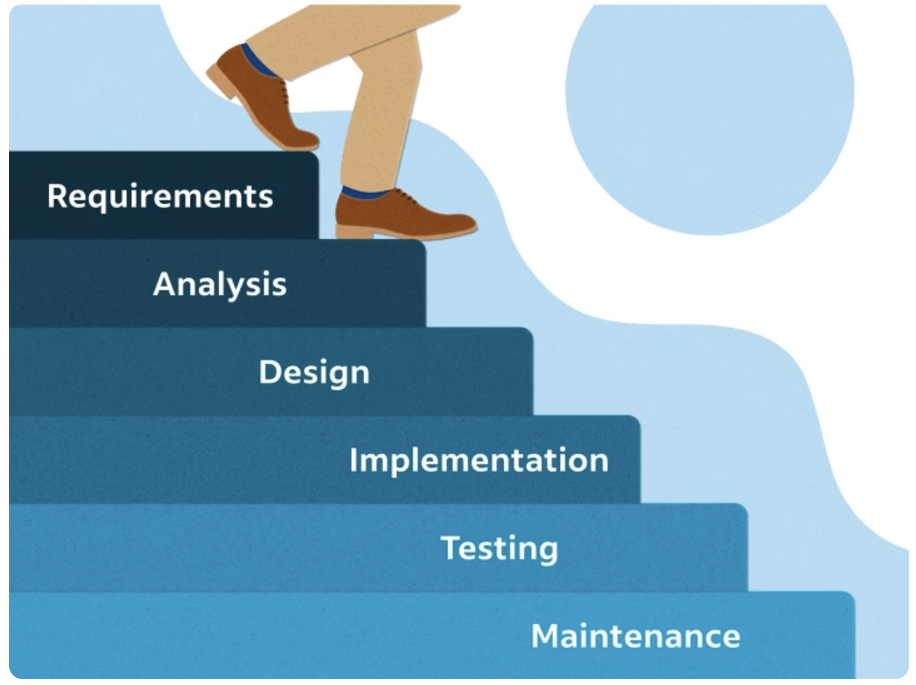 Requirements
Analysis
Design
Implementation
Testing
Maintenance